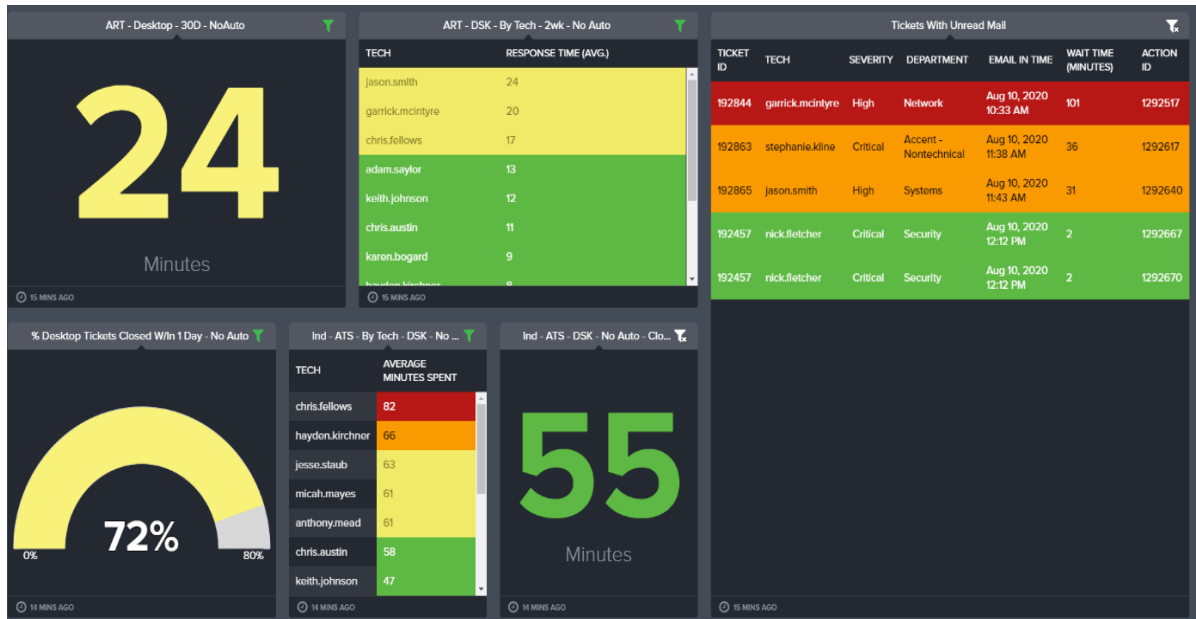 ART - Desktop - 30D - NoAuto
24
Minutes
15 MINS AGO
ART - DSK - By Tech - 2wk - No Auto
TECH RESPONSE TIME (AVG.)
jason.smith 24
garrick.mcintyre 20
chris.fellows 17
adam.saylor 13
keith.johnson 12
chris.austin 11
karen.bogard 9
hayden.kirchner 8
15 MINS AGO
Tickets With Unread Mail
TICKET ID TECH SEVERITY DEPARTMENT EMAIL IN TIME WAIT TIME (MINUTES) ACTION ID
192844 garrick.mcintyre High Network Aug 10, 2020 10:33 AM 101 1292517
192863 stephanie.kline Critical Accent - Nontechnical Aug 10, 2020 11:38 AM 36 1292617
192865 jason.smith High Systems Aug 10, 2020 11:43 AM 31 1292640
192457 nick.fletcher Critical Security Aug 10, 2020 12:12 PM 2 1292667
192457 nick.fletcher Critical Security Aug 10, 2020 12:12 PM 2 1292670
15 MINS AGO
% Desktop Tickets Closed W/In 1 Day - No Auto
72%
0% 80%
14 MINS AGO
Ind - ATS - By Tech - DSK - No ...
TECH AVERAGE MINUTES SPENT
chris.fellows 82
hayden.kirchner 66
jesse.staub 63
micah.mayes 61
anthony.mead 61
chris.austin 58
keith.johnson 47
14 MINS AGO
Ind - ATS - DSK - No Auto - Clo...
55
Minutes
14 MINS AGO